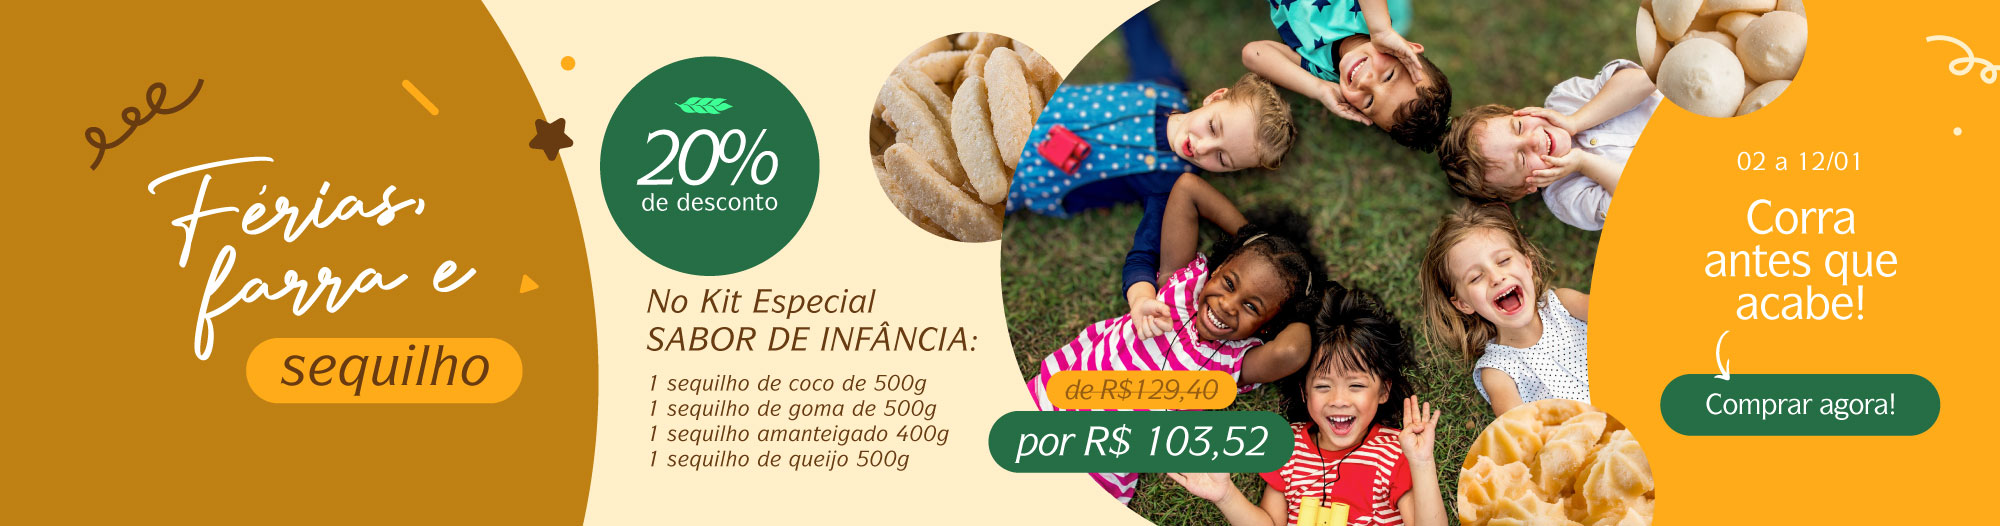 Férias,
farra e
sequilho
20%
de desconto
No Kit Especial
SABOR DE INFÂNCIA:
1 sequilho de coco de 500g
1 sequilho de goma de 500g
1 sequilho amanteigado 400g
1 sequilho de queijo 500g
de R$129,40
por R$ 103,52
02 a 12/01
Corra
antes que
acabe!
Comprar agora!